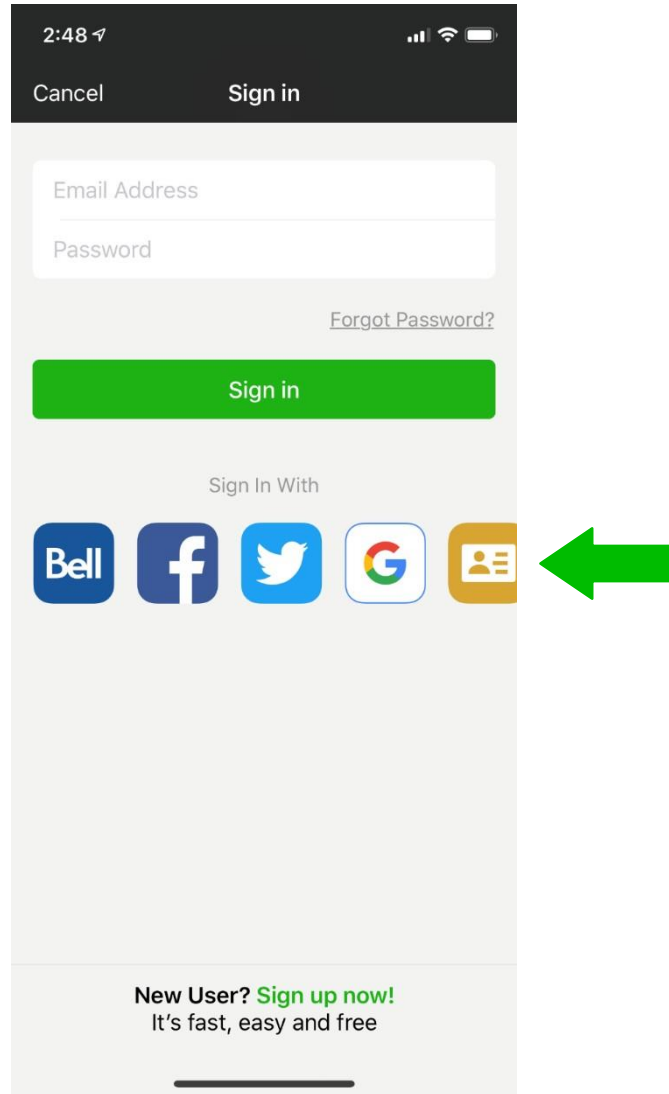 2:48
Cancel Sign in
Email Address
Password
Forgot Password?
Sign in
Sign In With
Bell f G
New User? Sign up now!
It's fast, easy and free